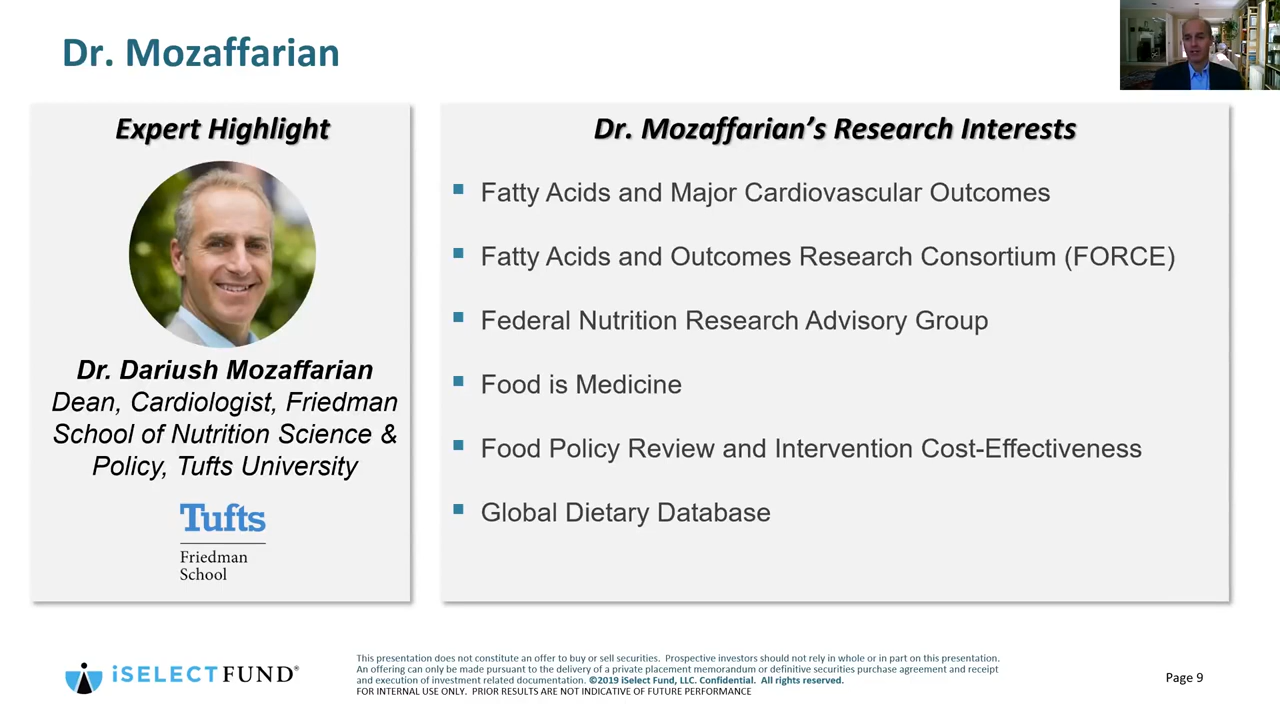 Dr. Mozaffarian
Expert Highlight
Dr. Dariush Mozaffarian
Dean, Cardiologist, Friedman
School of Nutrition Science &
Policy, Tufts University
Tufts
Friedman
School
Dr. Mozaffarian’s Research Interests
Fatty Acids and Major Cardiovascular Outcomes
Fatty Acids and Outcomes Research Consortium (FORCE)
Federal Nutrition Research Advisory Group
Food is Medicine
Food Policy Review and Intervention Cost-Effectiveness
Global Dietary Database
iSELECTFUND®
This presentation does not constitute an offer to buy or sell securities. Prospective investors should not rely in whole or in part on this presentation.
An offering can only be made pursuant to the delivery of a private placement memorandum or definitive securities purchase agreement and receipt
and execution of investment related documentation. ©2019 iSelect Fund, LLC. Confidential. All rights reserved.
FOR INTERNAL USE ONLY. PRIOR RESULTS ARE NOT INDICATIVE OF FUTURE PERFORMANCE
Page 9